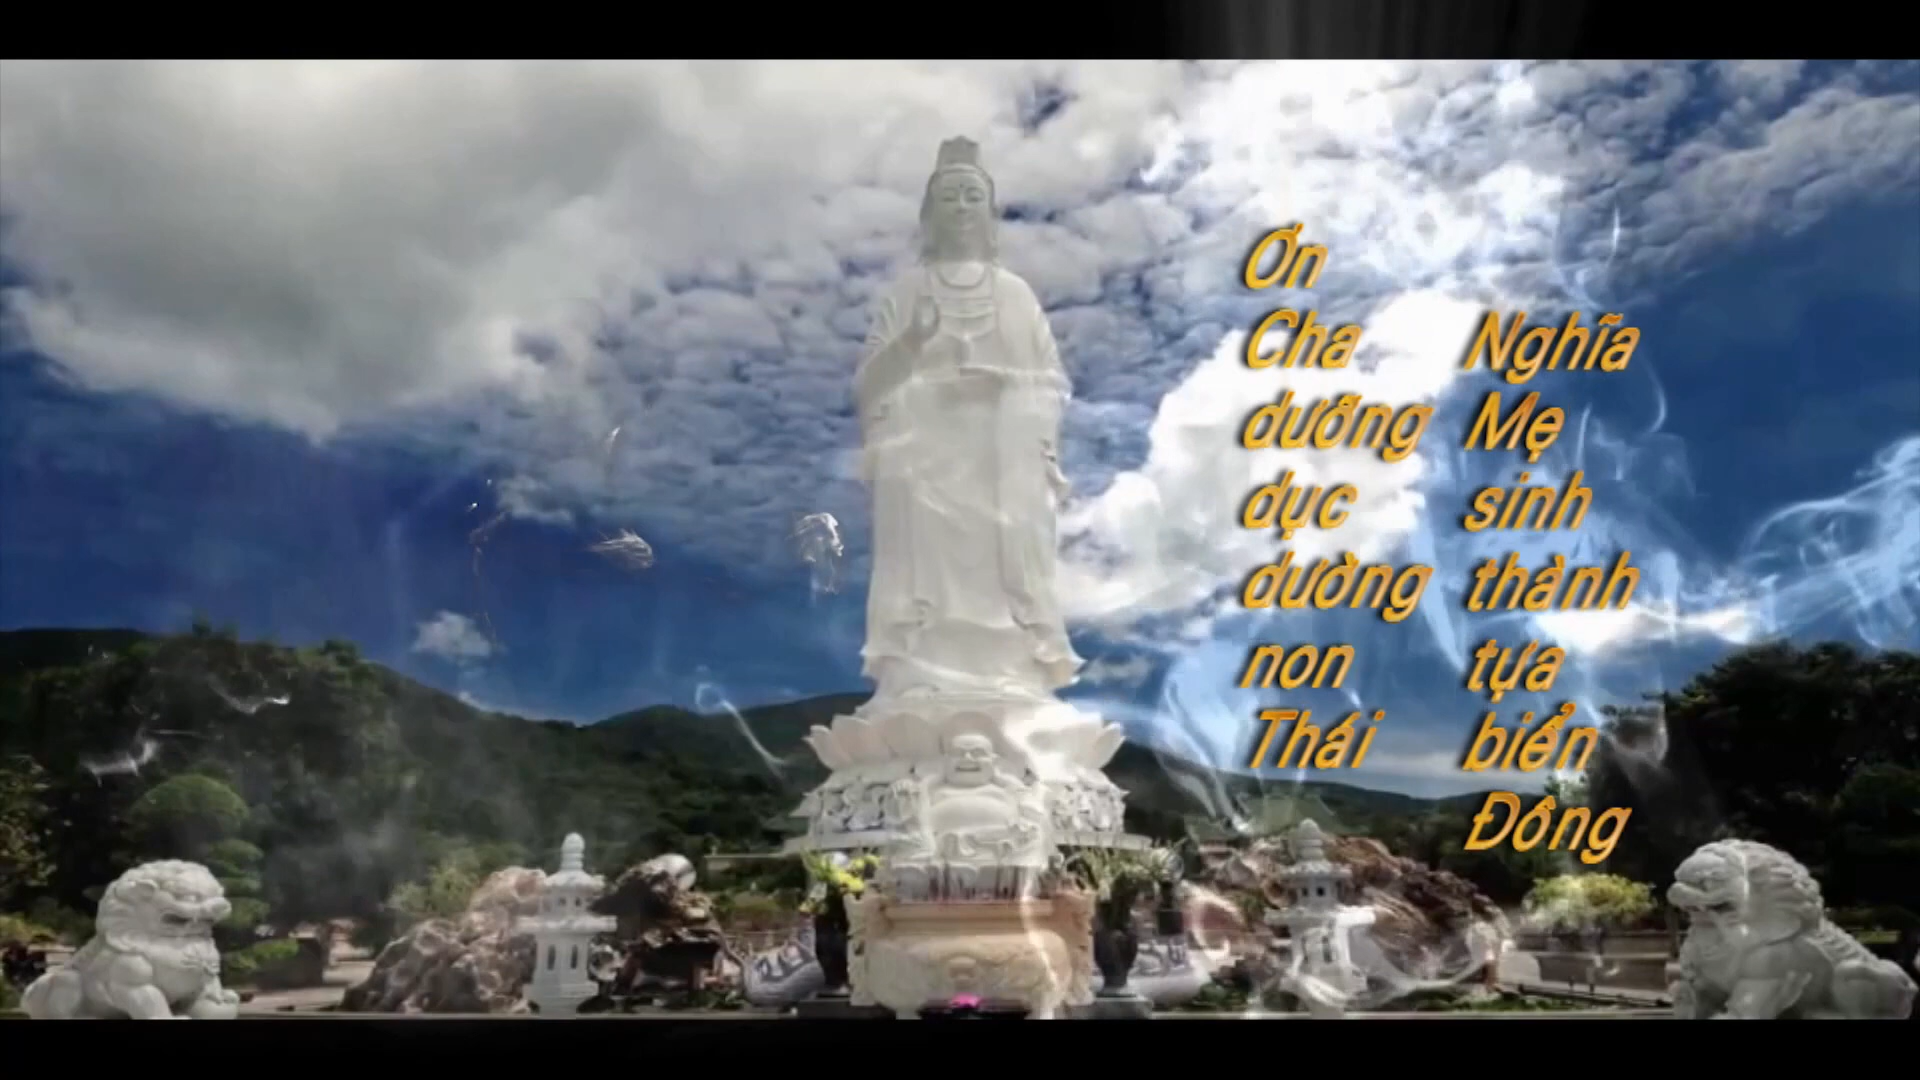 Ơn
Cha
dưỡng
dục
dường
non
Thái
Nghĩa
Mẹ
sinh
thành
tựa
biển
Đông